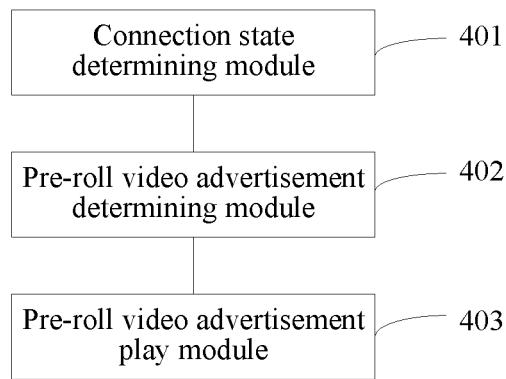 Connection state
determining module
401
Pre-roll video advertisement
determining module
402
Pre-roll video advertisement
play module
403